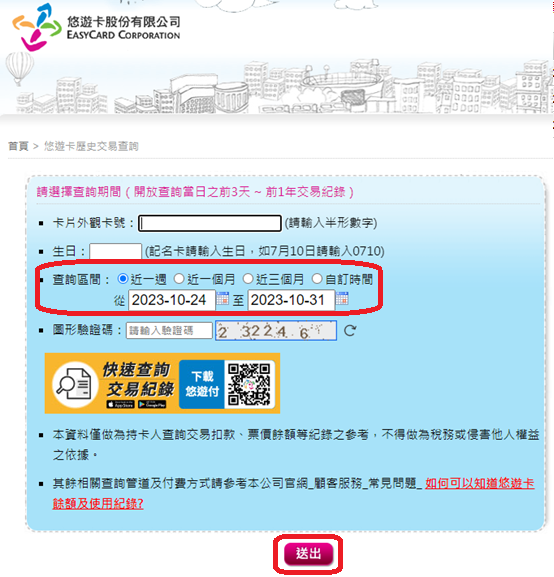 悠遊卡股份有限公司
EASYCARD CORPORATION
首頁 > 悠遊卡歷史交易查詢
請選擇查詢期間 ( 開放查詢當日之前3天 ~ 前1年交易紀錄 )
卡片外觀卡號： (請輸入半形數字)
生日： (記名卡請輸入生日，如7月10日請輸入0710)
查詢區間： 近一週 近一個月 近三個月 自訂時間
從 2023-10-24 至 2023-10-31
圖形驗證碼： 請輸入驗證碼 2 3224 6
快速查詢
交易紀錄
App Store Google Play
下載
悠遊付
本資料僅做為持卡人查詢交易扣款、票價餘額等紀錄之參考，不得做為稅務或侵害他人權益
之依據。
其餘相關查詢管道及付費方式請參考本公司官網_顧客服務_常見問題_ 如何可以知道悠遊卡
餘額及使用紀錄?
送出